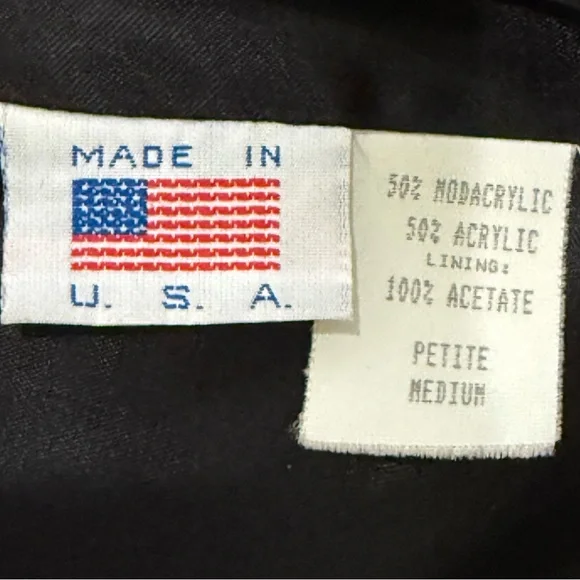 MADE IN
U. S. A.
50% MODACRYLIC
50% ACRYLIC
LINING:
100% ACETATE
PETITE
MEDIUM